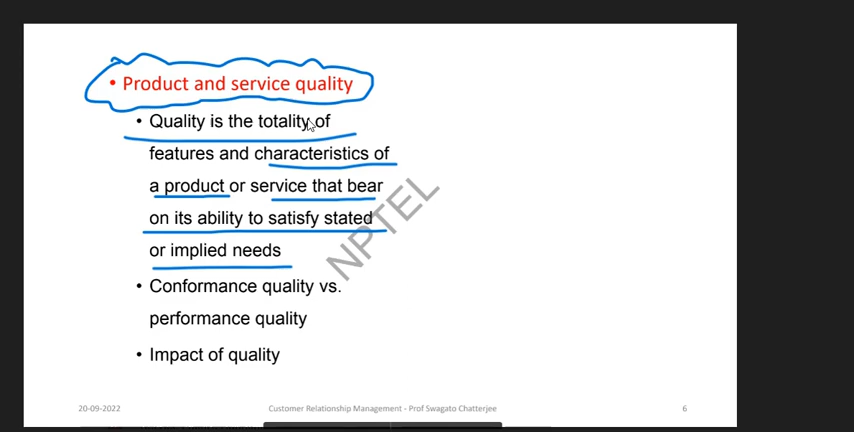 • Product and service quality
• Quality is the totality of
features and characteristics of
a product or service that bear
on its ability to satisfy stated
or implied needs
• Conformance quality vs.
performance quality
• Impact of quality
NPTEL
20-09-2022 Customer Relationship Management - Prof Swagato Chatterjee 6